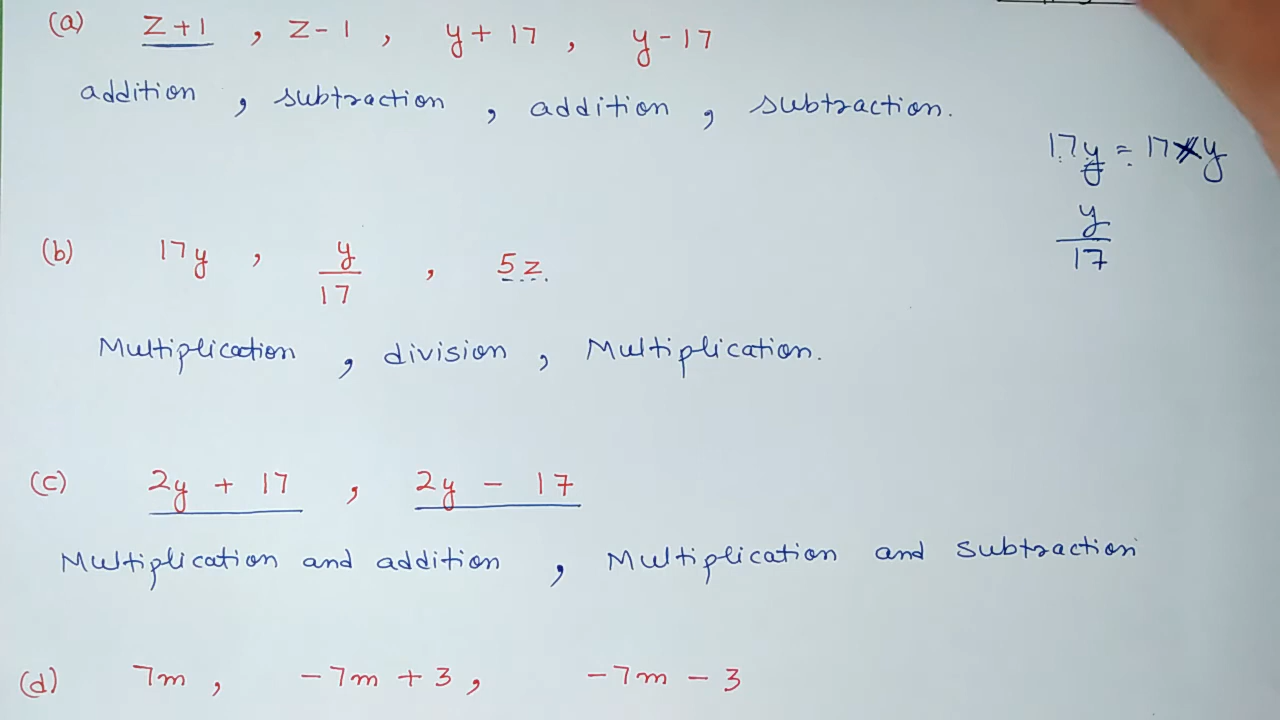 (a) z+1 , z-1 , y+17 , y-17
addition , subtraction , addition , subtraction.
17y = 17×y
y/17
(b) 17y , y/17 , 5z
Multiplication , division , Multiplication.
(c) 2y + 17 , 2y - 17
Multiplication and addition , Multiplication and subtraction
(d) 7m , -7m + 3 , -7m - 3